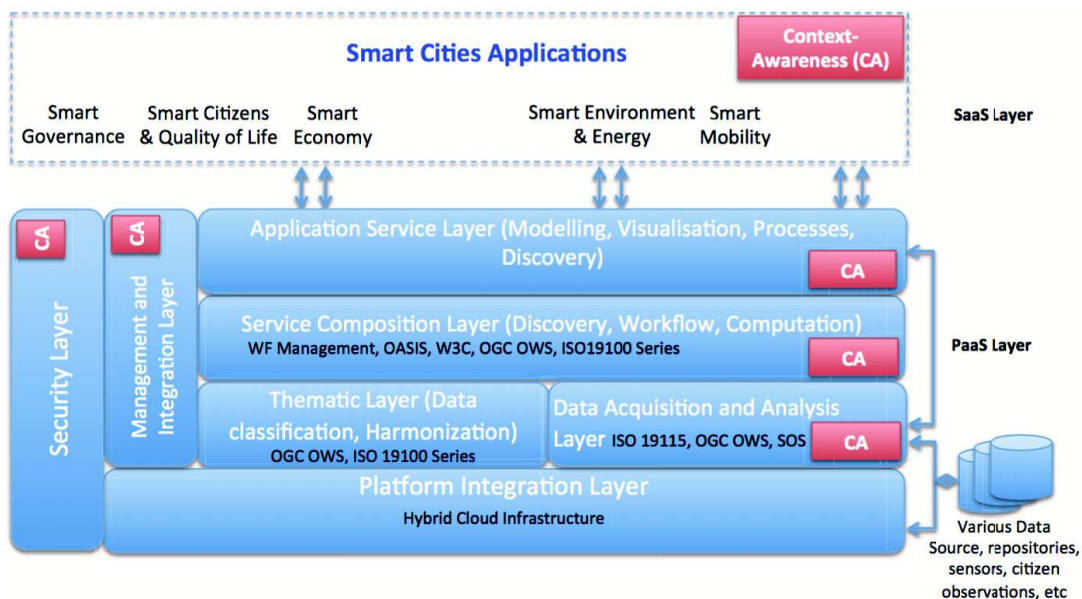 Smart Cities Applications
Context-
Awareness (CA)
Smart
Governance
Smart Citizens
& Quality of Life
Smart
Economy
Smart Environment
& Energy
Smart
Mobility
SaaS Layer
CA
Security Layer
CA
Management and
Integration Layer
Application Service Layer (Modelling, Visualisation, Processes,
Discovery)
CA
Service Composition Layer (Discovery, Workflow, Computation)
WF Management, OASIS, W3C, OGC OWS, ISO19100 Series
CA
PaaS Layer
Thematic Layer (Data
classification, Harmonization)
OGC OWS, ISO 19100 Series
Data Acquisition and Analysis
Layer ISO 19115, OGC OWS, SOS
CA
Platform Integration Layer
Hybrid Cloud Infrastructure
Various Data
Source, repositories,
sensors, citizen
observations, etc